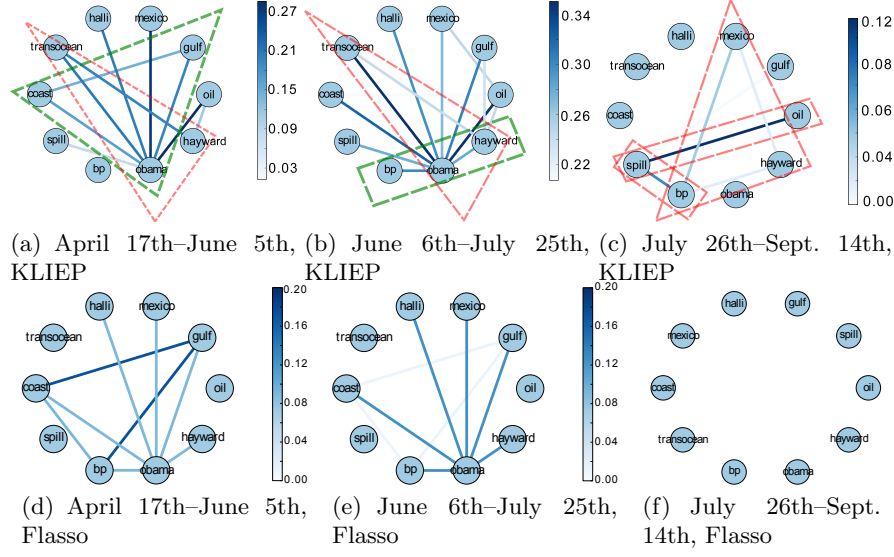 halli
mexico
transocean
gulf
coast
oil
spill
hayward
bp
obama
0.27
0.21
0.15
0.09
0.03
halli
mexico
transocean
gulf
coast
oil
spill
hayward
bp
obama
0.34
0.30
0.26
0.22
halli
mexico
transocean
gulf
coast
oil
spill
hayward
bp
obama
0.12
0.08
0.04
0.00
(a) April 17th–June 5th,
KLIEP
(b) June 6th–July 25th,
KLIEP
(c) July 26th–Sept. 14th,
KLIEP
halli
mexico
transocean
gulf
coast
oil
spill
hayward
bp
obama
0.20
0.16
0.12
0.08
0.04
0.00
halli
mexico
transocean
gulf
coast
oil
spill
hayward
bp
obama
0.20
0.16
0.12
0.08
0.04
0.00
halli
gulf
mexico
spill
coast
oil
transocean
hayward
bp
obama
(d) April 17th–June 5th,
Flasso
(e) June 6th–July 25th,
Flasso
(f) July 26th–Sept.
14th, Flasso